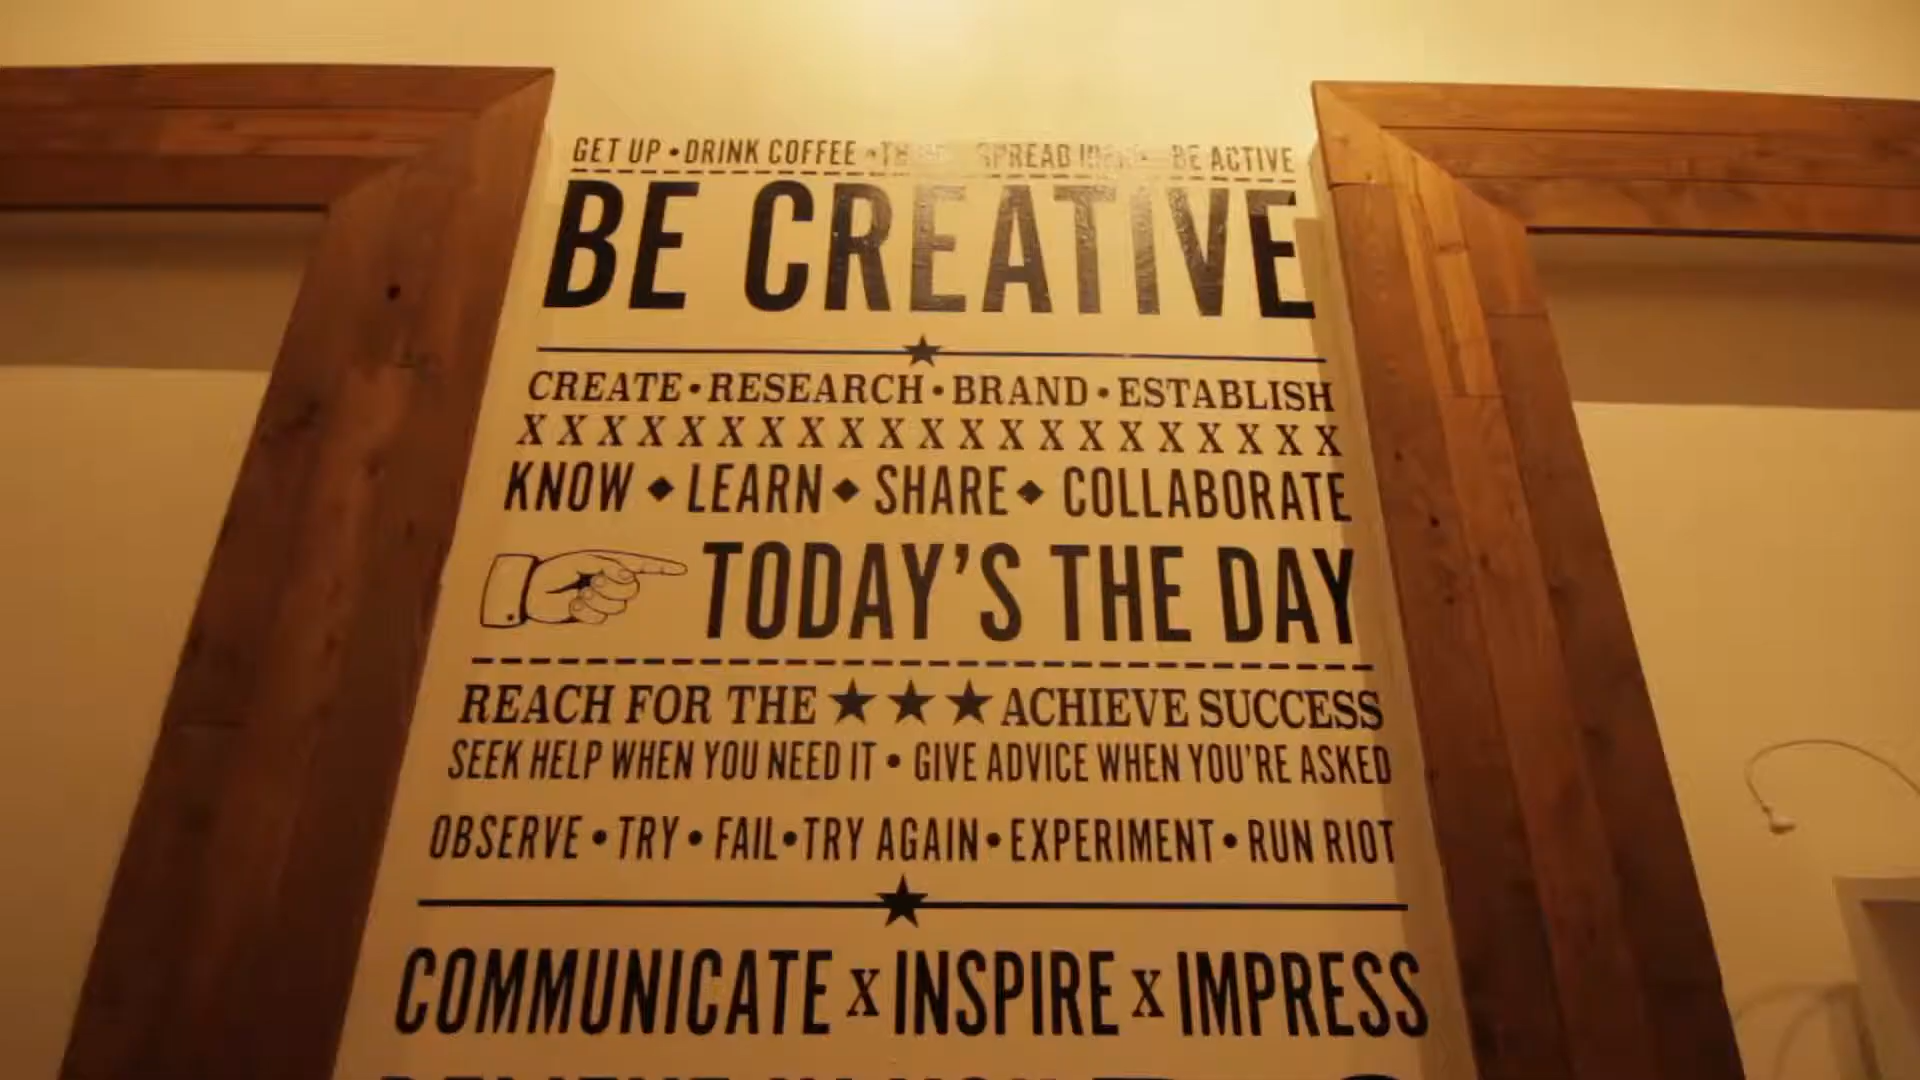 GET UP • DRINK COFFEE • SPREAD BE ACTIVE
BE CREATIVE
CREATE • RESEARCH • BRAND • ESTABLISH
X X X X X X X X X X X X X X X X X X X X X
KNOW ◆ LEARN ◆ SHARE ◆ COLLABORATE
TODAY'S THE DAY
REACH FOR THE ★ ★ ★ ACHIEVE SUCCESS
SEEK HELP WHEN YOU NEED IT • GIVE ADVICE WHEN YOU'RE ASKED
OBSERVE • TRY • FAIL • TRY AGAIN • EXPERIMENT • RUN RIOT
COMMUNICATE X INSPIRE X IMPRESS